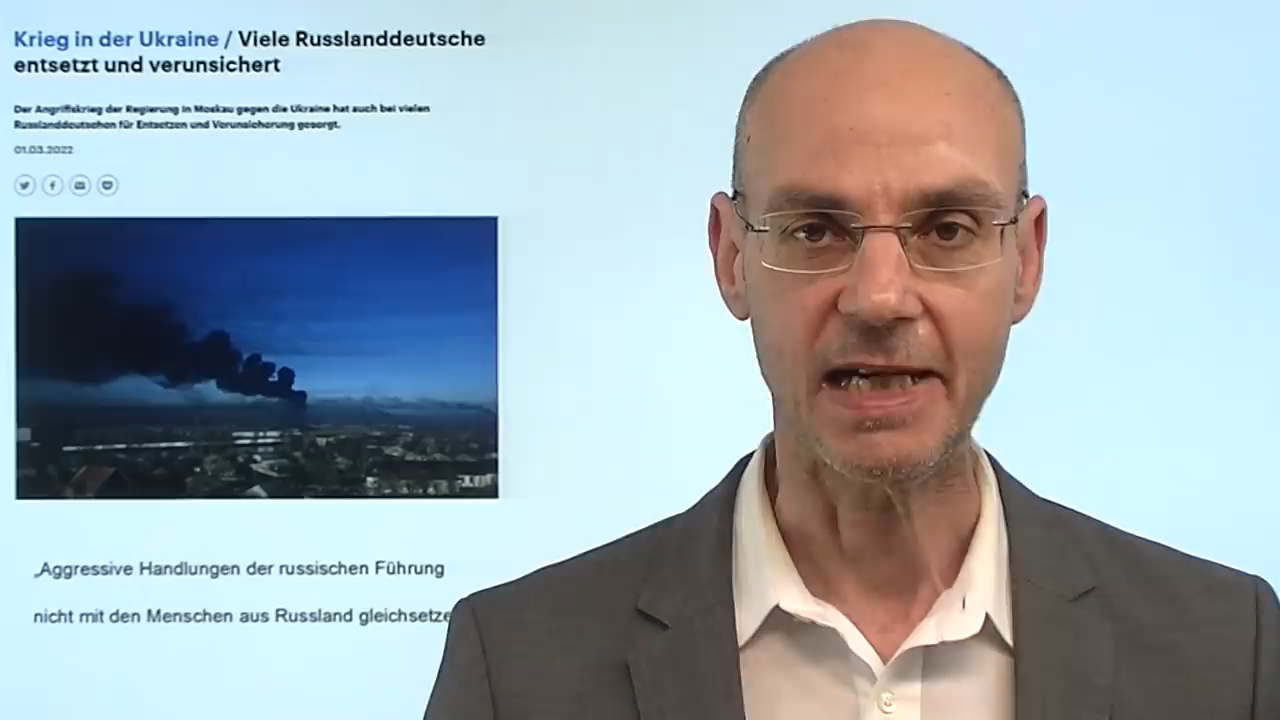 Krieg in der Ukraine / Viele Russlanddeutsche
entsetzt und verunsichert
Der Angriffskrieg der Regierung in Moskau gegen die Ukraine hat auch bei vielen
Russlanddeutschen für Entsetzen und Verunsicherung gesorgt.
01.03.2022
„Aggressive Handlungen der russischen Führung
nicht mit den Menschen aus Russland gleichsetze